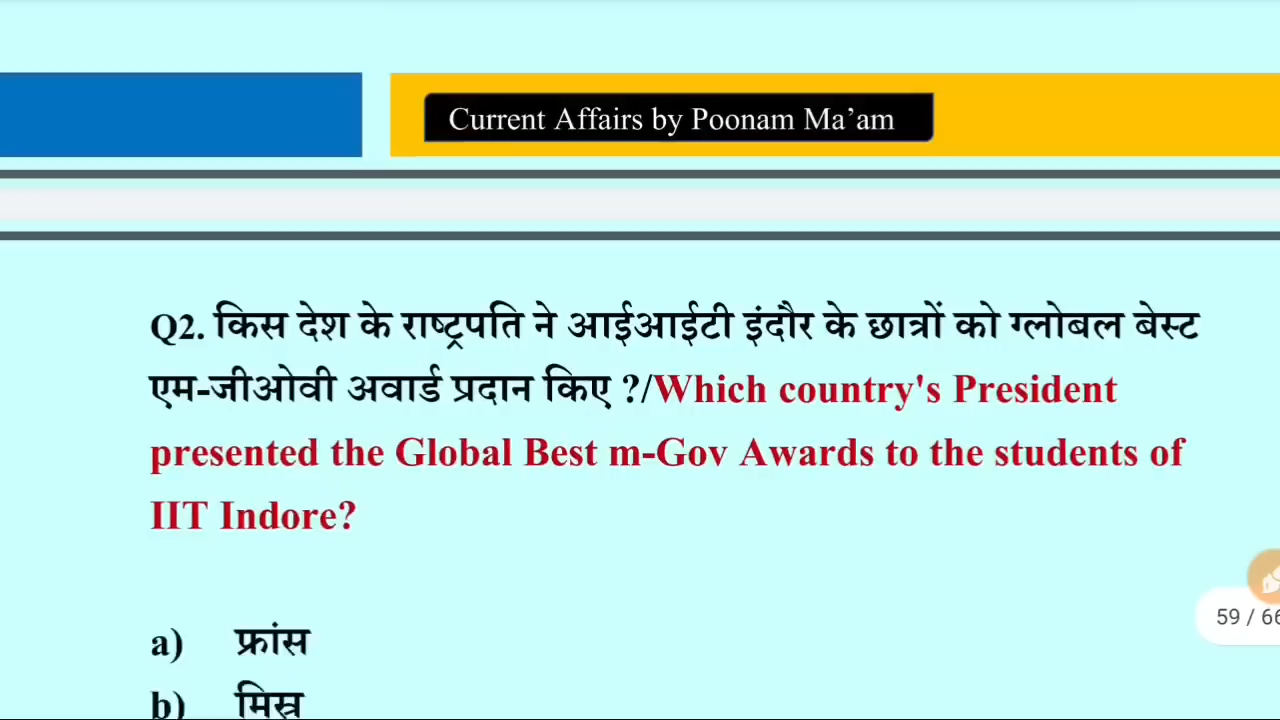 Current Affairs by Poonam Ma’am
Q2. किस देश के राष्ट्रपति ने आईआईटी इंदौर के छात्रों को ग्लोबल बेस्ट
एम-जीओवी अवार्ड प्रदान किए ?/Which country's President
presented the Global Best m-Gov Awards to the students of
IIT Indore?
59 / 66
a) फ्रांस
b) मिस्र